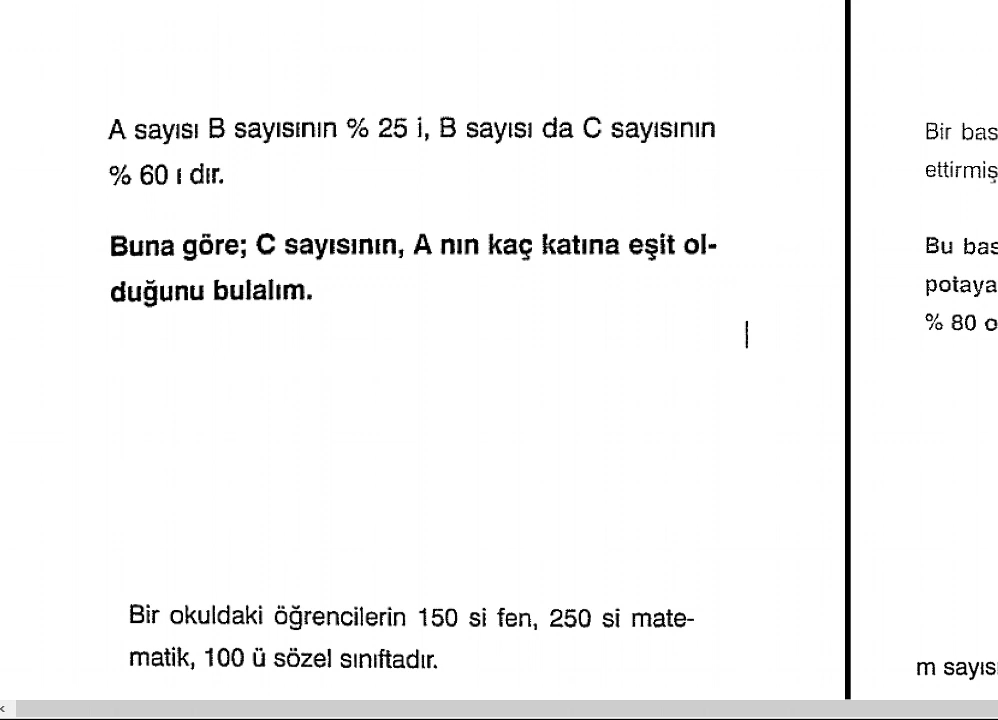 A sayısı B sayısının % 25 i, B sayısı da C sayısının
% 60 ı dır.
Buna göre; C sayısının, A nın kaç katına eşit ol-
duğunu bulalım.
Bir okuldaki öğrencilerin 150 si fen, 250 si mate-
matik, 100 ü sözel sınıftadır.
Bir bas
ettirmiş
Bu bas
potaya
% 80 o
m sayısı